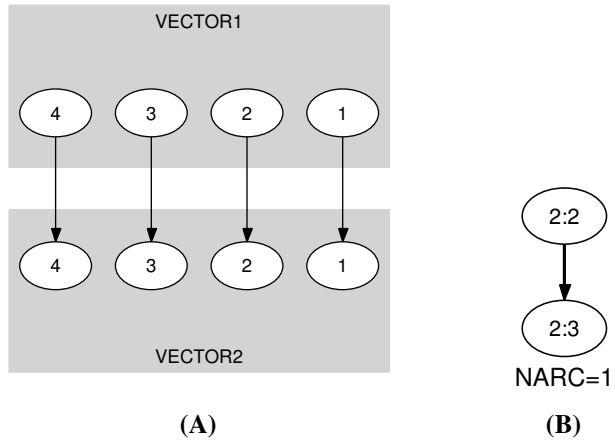 VECTOR1
4 3 2 1
4 3 2 1
VECTOR2
2:2
2:3
NARC=1
(A) (B)